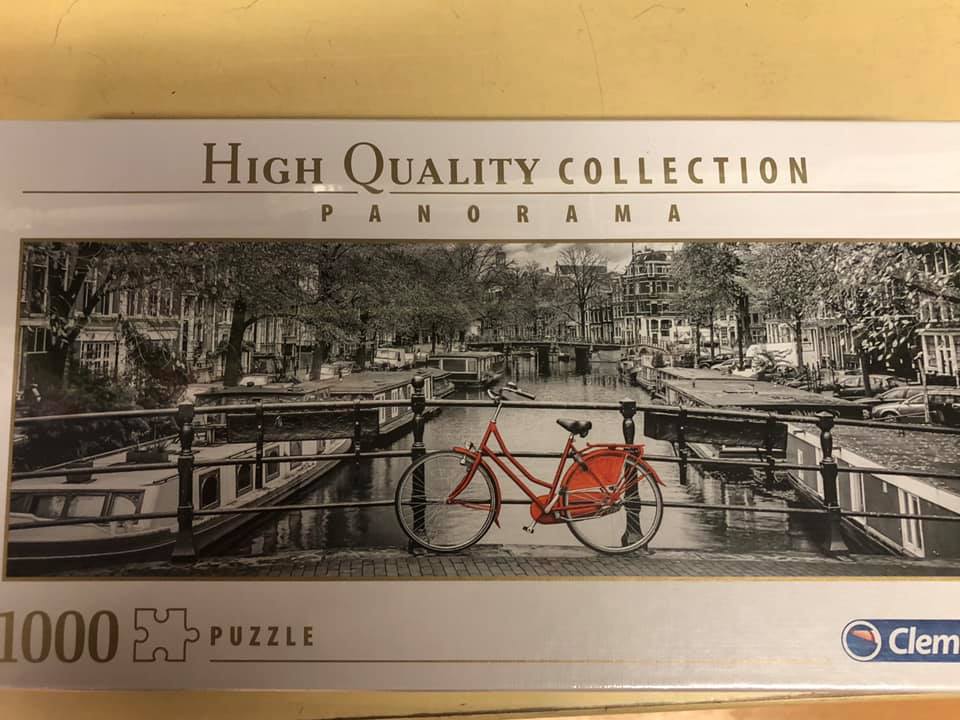 HIGH QUALITY COLLECTION
PANORAMA
1000 PUZZLE
Clem